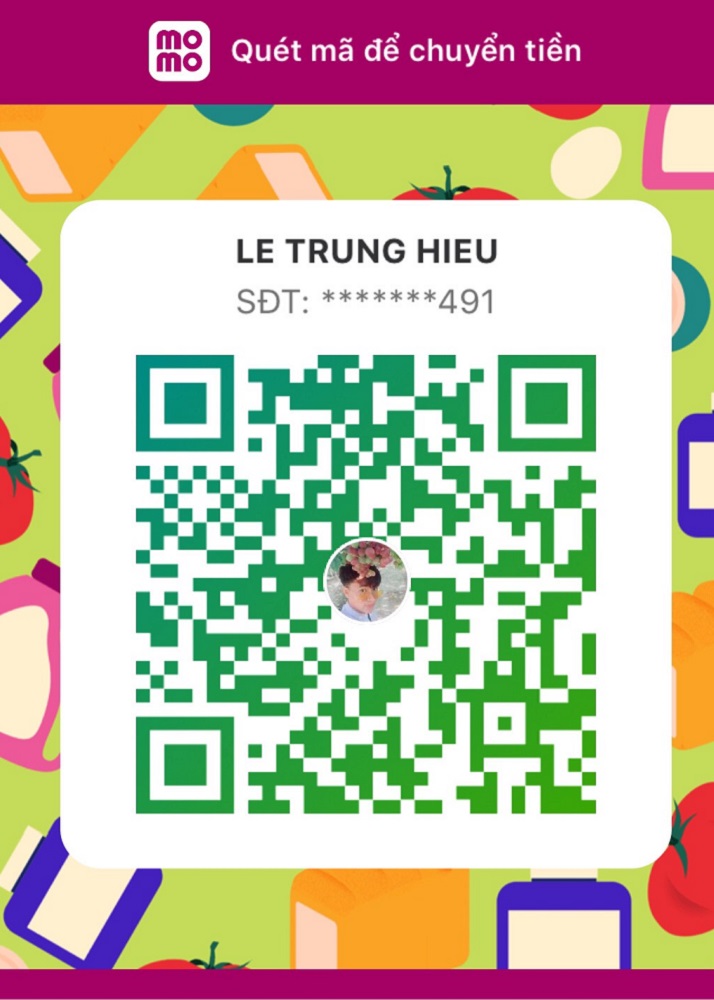 mo
mo
Quét mã để chuyển tiền
LE TRUNG HIEU
SĐT: *******491